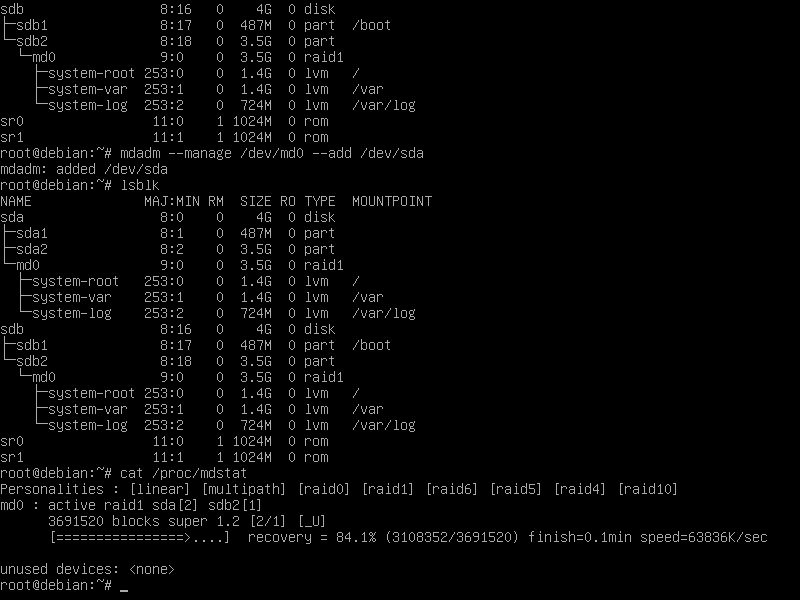 sdb                 8:16   0    4G  0 disk
├─sdb1              8:17   0  487M  0 part  /boot
└─sdb2              8:18   0  3.5G  0 part
  └─md0             9:0    0  3.5G  0 raid1
    ├─system-root 253:0    0  1.4G  0 lvm   /
    ├─system-var  253:1    0  1.4G  0 lvm   /var
    └─system-log  253:2    0  724M  0 lvm   /var/log
sr0                11:0    1 1024M  0 rom
sr1                11:1    1 1024M  0 rom
root@debian:~# mdadm --manage /dev/md0 --add /dev/sda
mdadm: added /dev/sda
root@debian:~# lsblk
NAME              MAJ:MIN RM  SIZE RO TYPE  MOUNTPOINT
sda                 8:0    0    4G  0 disk
├─sda1              8:1    0  487M  0 part
├─sda2              8:2    0  3.5G  0 part
└─md0               9:0    0  3.5G  0 raid1
  ├─system-root   253:0    0  1.4G  0 lvm   /
  ├─system-var    253:1    0  1.4G  0 lvm   /var
  └─system-log    253:2    0  724M  0 lvm   /var/log
sdb                 8:16   0    4G  0 disk
├─sdb1              8:17   0  487M  0 part  /boot
└─sdb2              8:18   0  3.5G  0 part
  └─md0             9:0    0  3.5G  0 raid1
    ├─system-root 253:0    0  1.4G  0 lvm   /
    ├─system-var  253:1    0  1.4G  0 lvm   /var
    └─system-log  253:2    0  724M  0 lvm   /var/log
sr0                11:0    1 1024M  0 rom
sr1                11:1    1 1024M  0 rom
root@debian:~# cat /proc/mdstat
Personalities : [linear] [multipath] [raid0] [raid1] [raid6] [raid5] [raid4] [raid10]
md0 : active raid1 sda[2] sdb2[1]
      3691520 blocks super 1.2 [2/1] [_U]
      [================>....]  recovery = 84.1% (3108352/3691520) finish=0.1min speed=63836K/sec
unused devices: <none>
root@debian:~# _